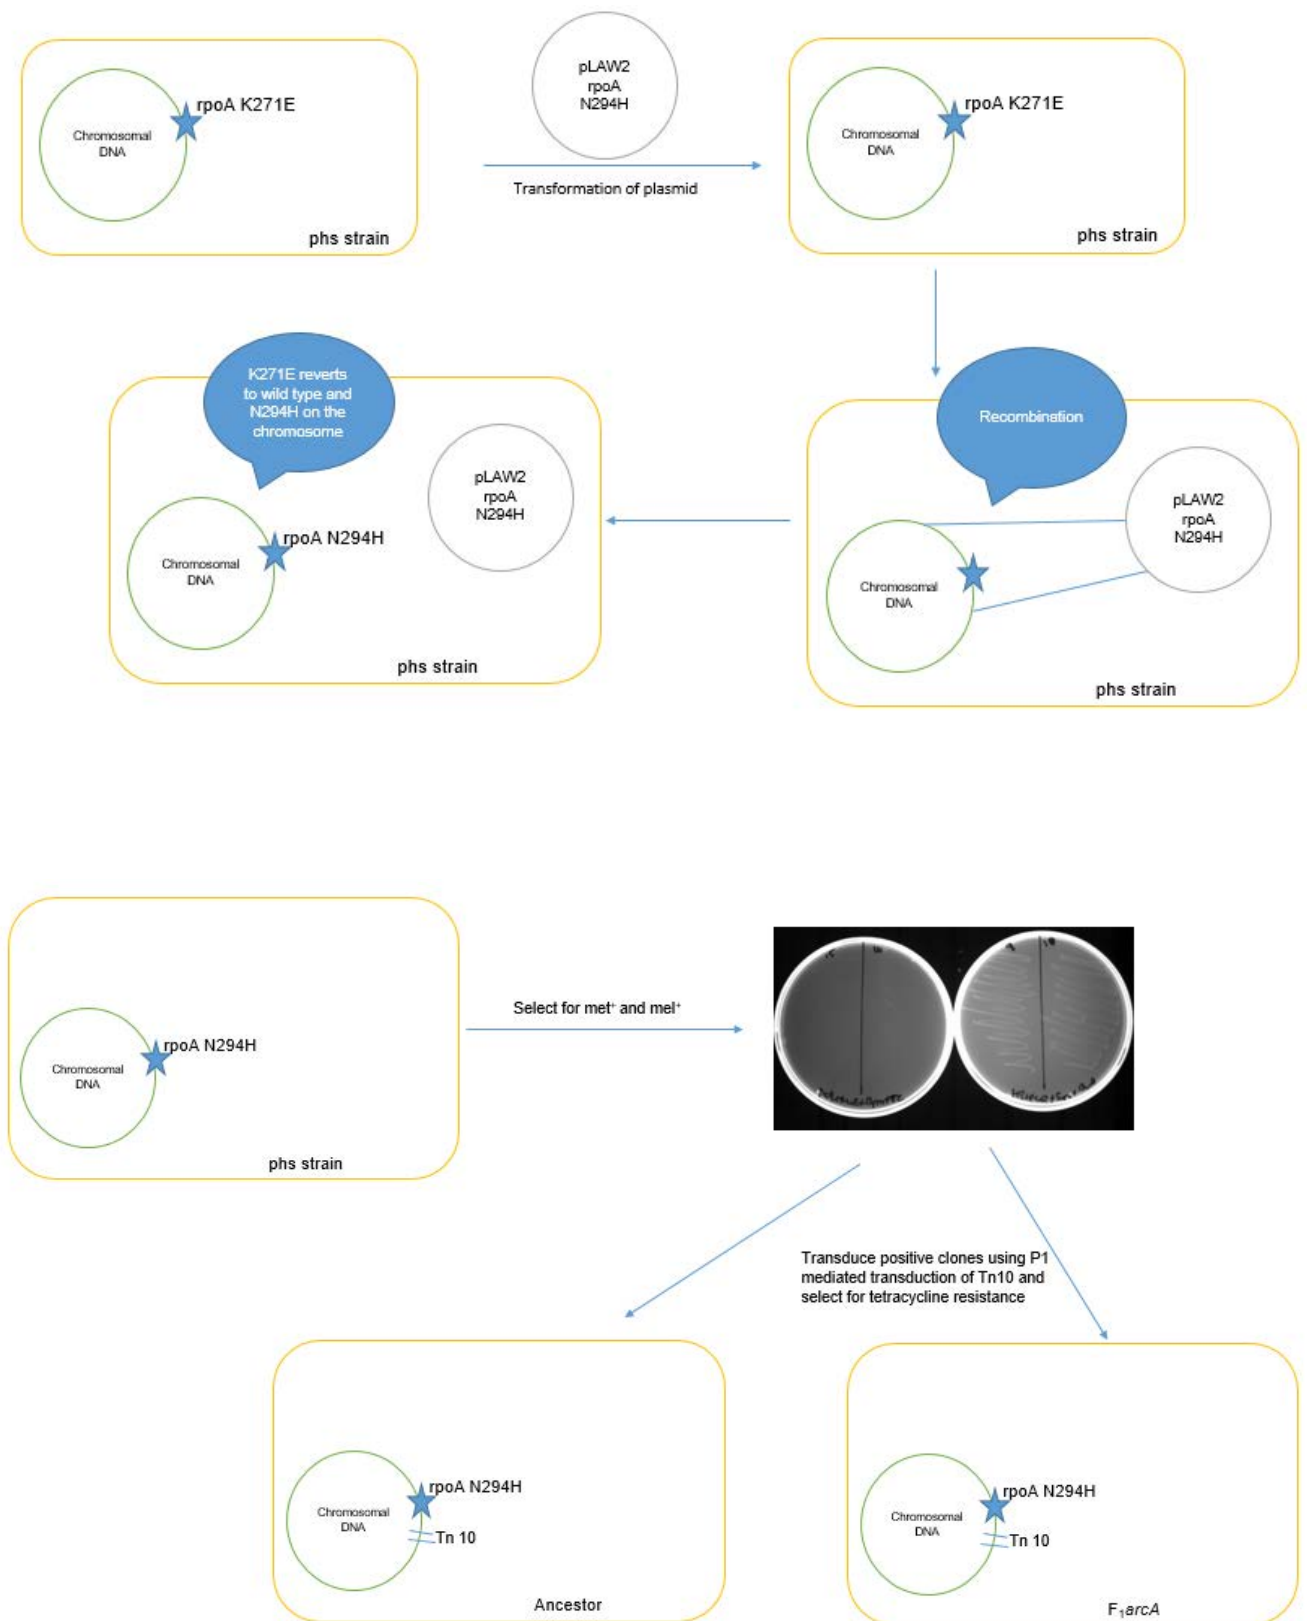 rpoA K271E
Chromosomal
DNA
phs strain
pLAW2
rpoA
N294H
Transformation of plasmid
rpoA K271E
Chromosomal
DNA
phs strain
K271E reverts
to wild type and
N294H on the
chromosome
pLAW2
rpoA
N294H
rpoA N294H
Chromosomal
DNA
phs strain
Recombination
pLAW2
rpoA
N294H
Chromosomal
DNA
phs strain
rpoA N294H
Chromosomal
DNA
phs strain
Select for met⁺ and mel⁺
9
10
Transduce positive clones using P1
mediated transduction of Tn10 and
select for tetracycline resistance
rpoA N294H
Chromosomal
DNA
Tn 10
Ancestor
rpoA N294H
Chromosomal
DNA
Tn 10
F₁arcA